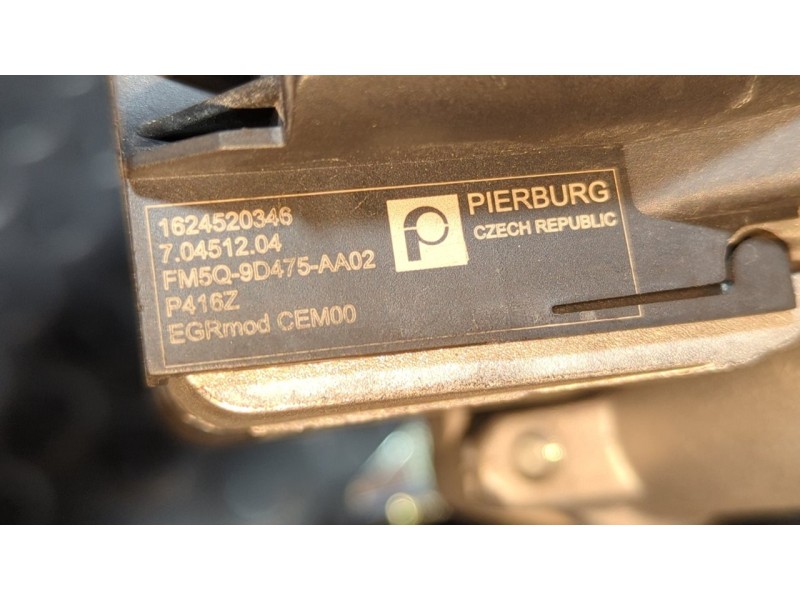 1624520346
7.04512.04
FM5Q-9D475-AA02
P416Z
EGRmod CEM00
PIERBURG
CZECH REPUBLIC